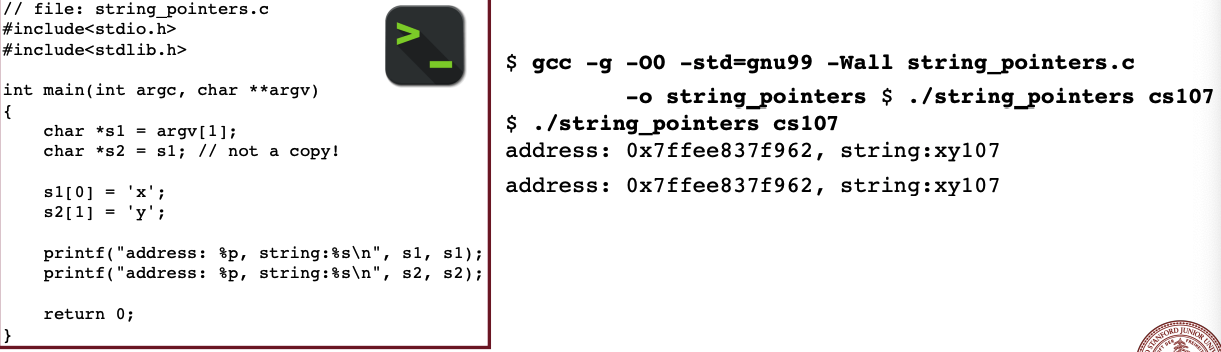 // file: string_pointers.c
#include<stdio.h>
#include<stdlib.h>
int main(int argc, char **argv)
{
    char *s1 = argv[1];
    char *s2 = s1; // not a copy!
    s1[0] = 'x';
    s2[1] = 'y';
    printf("address: %p, string:%s\n", s1, s1);
    printf("address: %p, string:%s\n", s2, s2);
    return 0;
}
>_
$ gcc -g -O0 -std=gnu99 -Wall string_pointers.c
-o string_pointers $ ./string_pointers cs107
$ ./string_pointers cs107
address: 0x7ffee837f962, string:xy107
address: 0x7ffee837f962, string:xy107
STANFORD JUNIOR